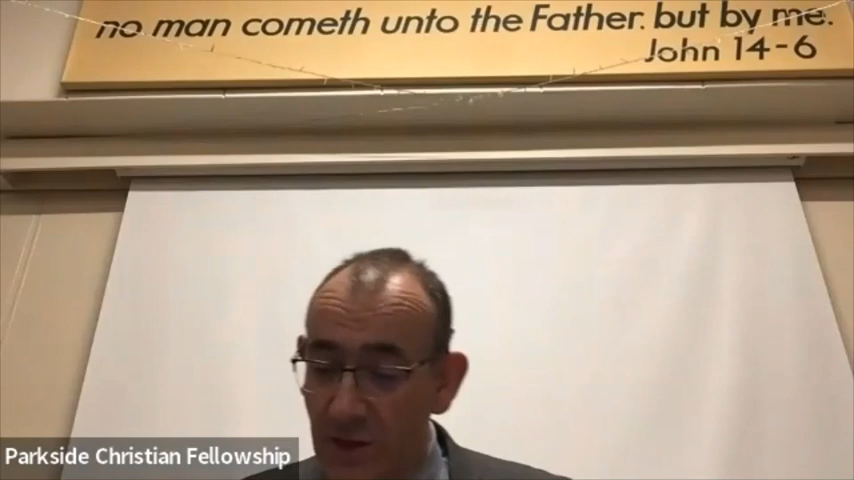 no man cometh unto the Father: but by me.
John 14-6
Parkside Christian Fellowship